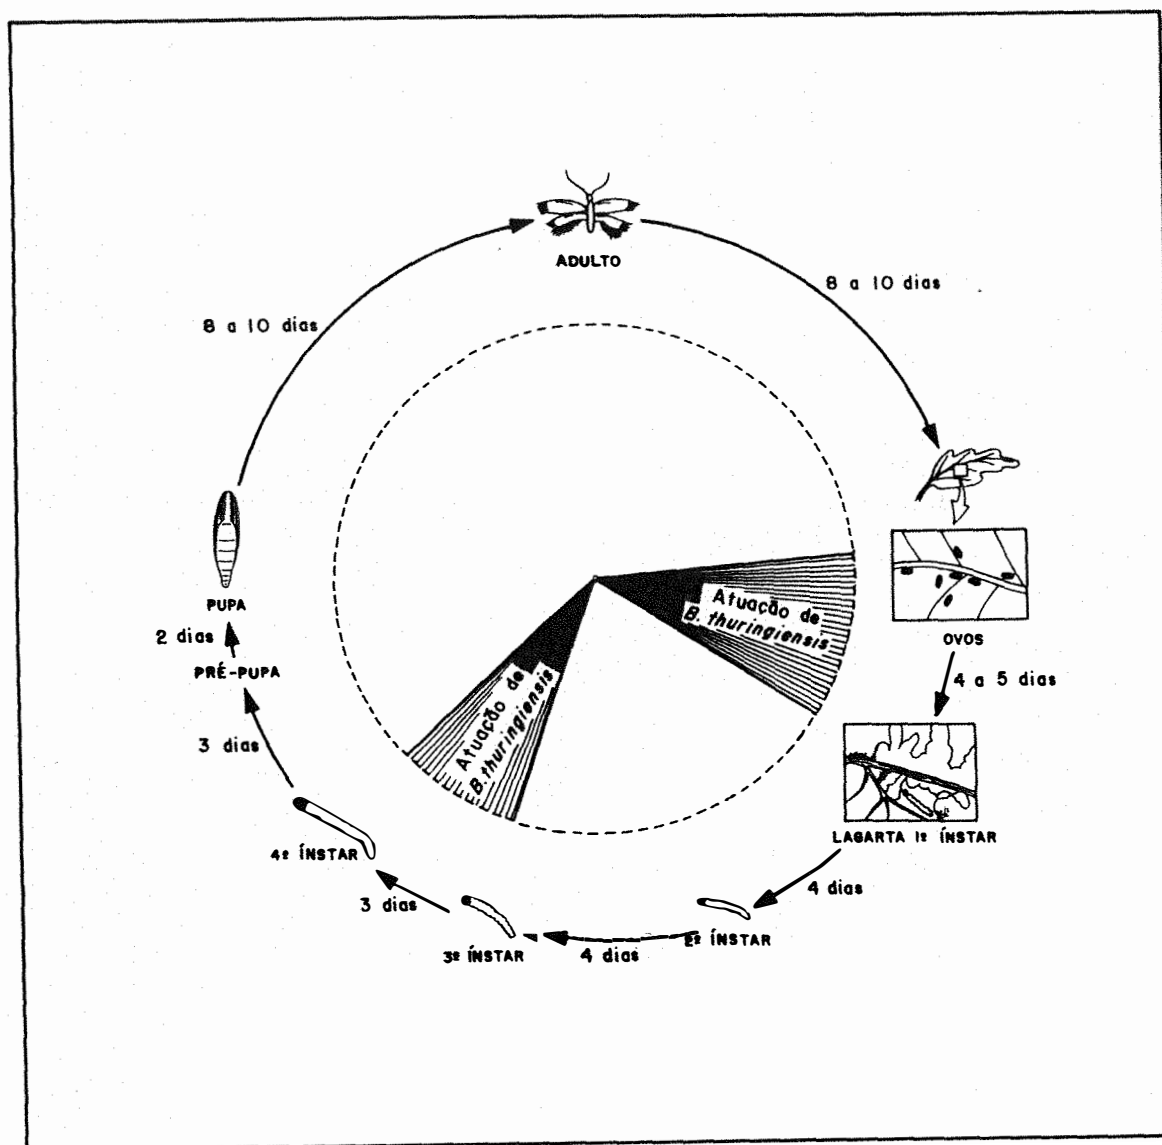 ADULTO
8 a 10 dias
8 a 10 dias
Atuação de
B. thuringiensis
OVOS
4 a 5 dias
LAGARTA 1º ÍNSTAR
4 dias
2º ÍNSTAR
4 dias
3º ÍNSTAR
3 dias
4º ÍNSTAR
3 dias
PRÉ-PUPA
2 dias
PUPA
Atuação de
B. thuringiensis